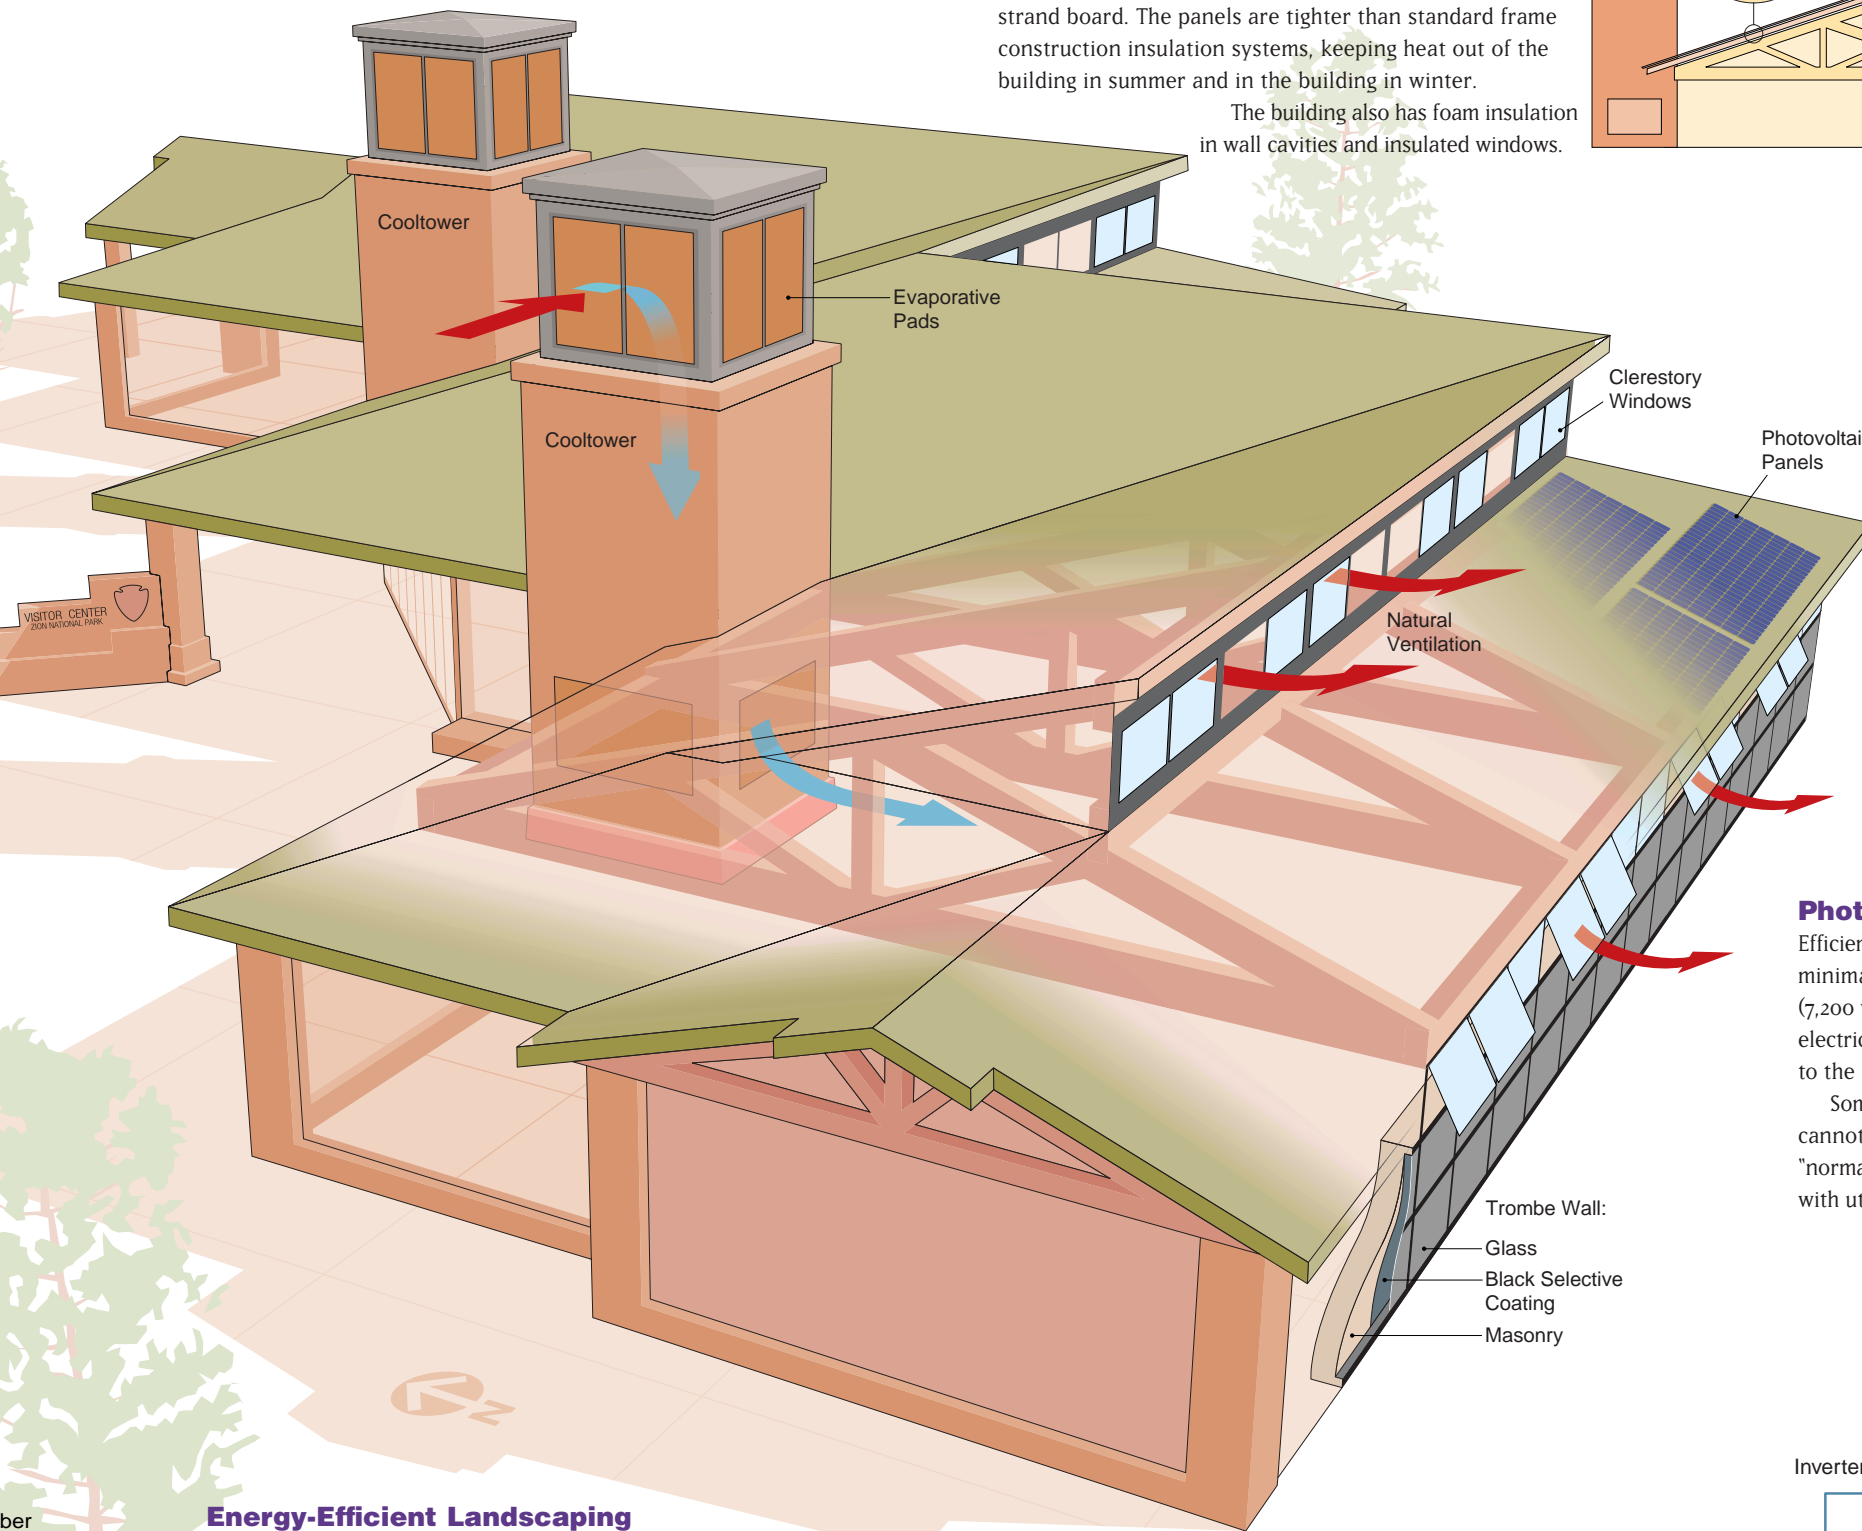 strand board. The panels are tighter than standard frame
construction insulation systems, keeping heat out of the
building in summer and in the building in winter.
The building also has foam insulation
in wall cavities and insulated windows.
Cooltower
Evaporative
Pads
Clerestory
Windows
Photovoltai
Panels
Cooltower
VISITOR CENTER
ZION NATIONAL PARK
Natural
Ventilation
Phot
Efficien
minima
(7,200
electric
to the
Som
cannot
"norma
with ut
Trombe Wall:
Glass
Black Selective
Coating
Masonry
N
Inverter
ber
Energy-Efficient Landscaping